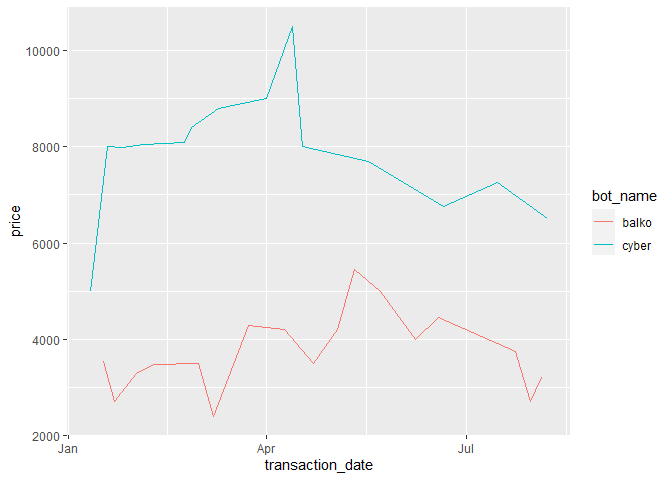 10000
8000
6000
4000
2000
price
Jan
Apr
Jul
transaction_date
bot_name
balko
cyber